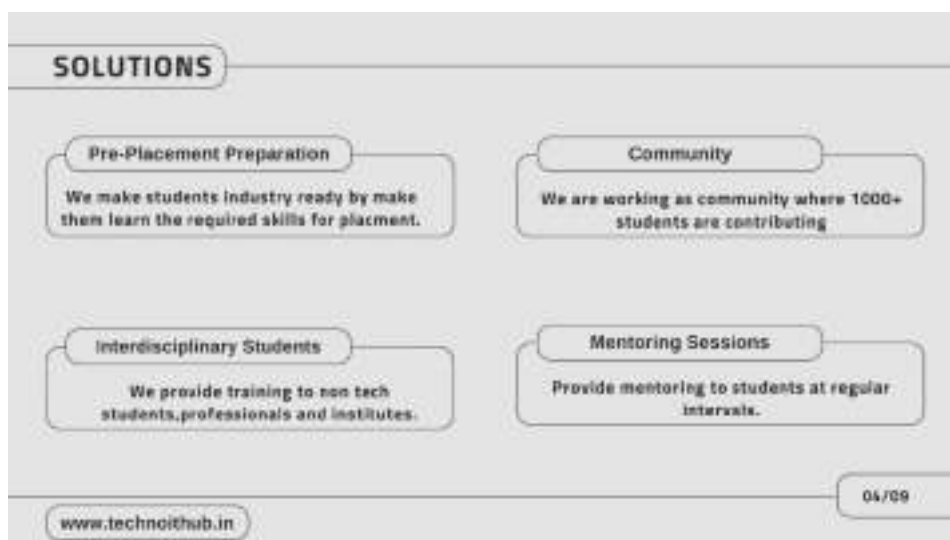 SOLUTIONS
Pre-Placement Preparation
We make students industry ready by make
them learn the required skills for placment.
Community
We are working as community where 1000+
students are contributing
Interdisciplinary Students
We provide training to non tech
students,professionals and institutes.
Mentoring Sessions
Provide mentoring to students at regular
intervals.
04/09
www.technoithub.in